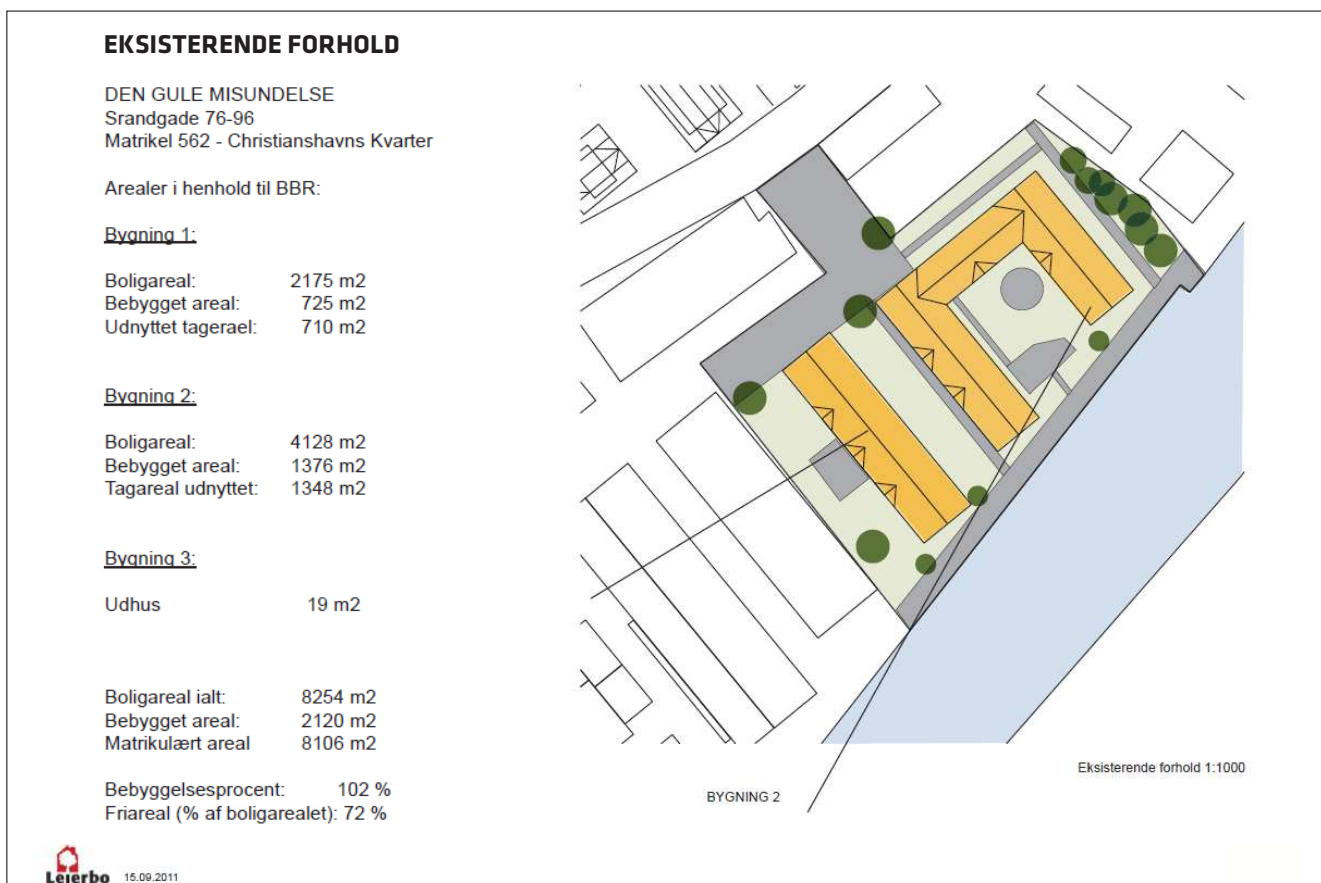 EKSISTERENDE FORHOLD
DEN GULE MISUNDELSE
Srandgade 76-96
Matrikel 562 - Christianshavns Kvarter
Arealer i henhold til BBR:
Bygning 1:
Boligareal: 2175 m2
Bebygget areal: 725 m2
Udnyttet tagerael: 710 m2
Bygning 2:
Boligareal: 4128 m2
Bebygget areal: 1376 m2
Tagareal udnyttet: 1348 m2
Bygning 3:
Udhus 19 m2
Boligareal ialt: 8254 m2
Bebygget areal: 2120 m2
Matrikulært areal 8106 m2
Bebyggelsesprocent: 102 %
Friareal (% af boligarealet): 72 %
Eksisterende forhold 1:1000
BYGNING 2
Lejerbo 15.09.2011